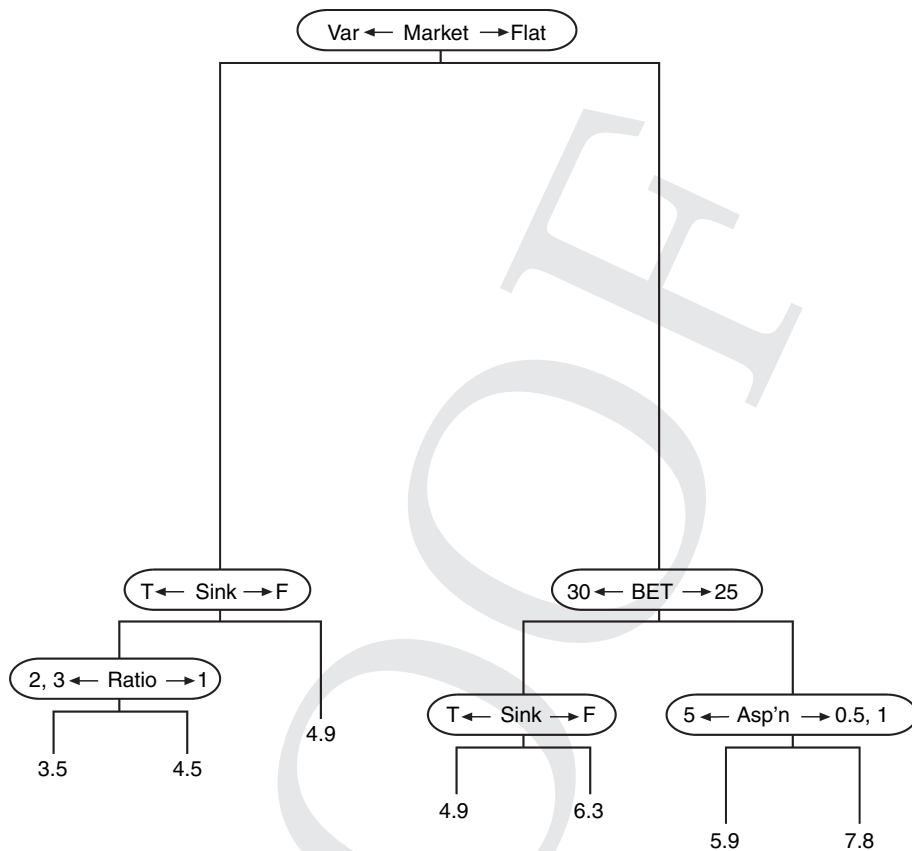 Var ← Market → Flat
T ← Sink → F
30 ← BET → 25
2, 3 ← Ratio → 1
T ← Sink → F
5 ← Asp'n → 0.5, 1
4.9
3.5
4.5
4.9
6.3
5.9
7.8
OOF